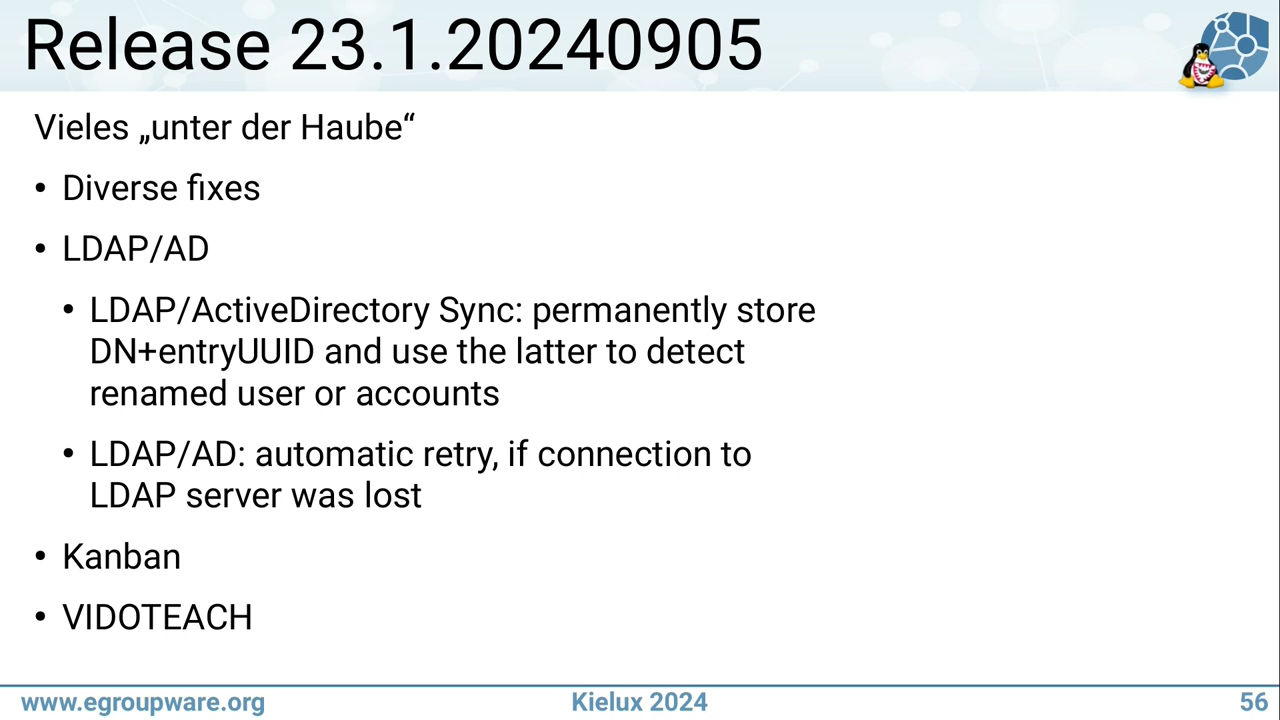 Release 23.1.20240905
Vieles „unter der Haube“
• Diverse fixes
• LDAP/AD
• LDAP/ActiveDirectory Sync: permanently store
DN+entryUUID and use the latter to detect
renamed user or accounts
• LDAP/AD: automatic retry, if connection to
LDAP server was lost
• Kanban
• VIDOTEACH
www.egroupware.org
Kielux 2024
56